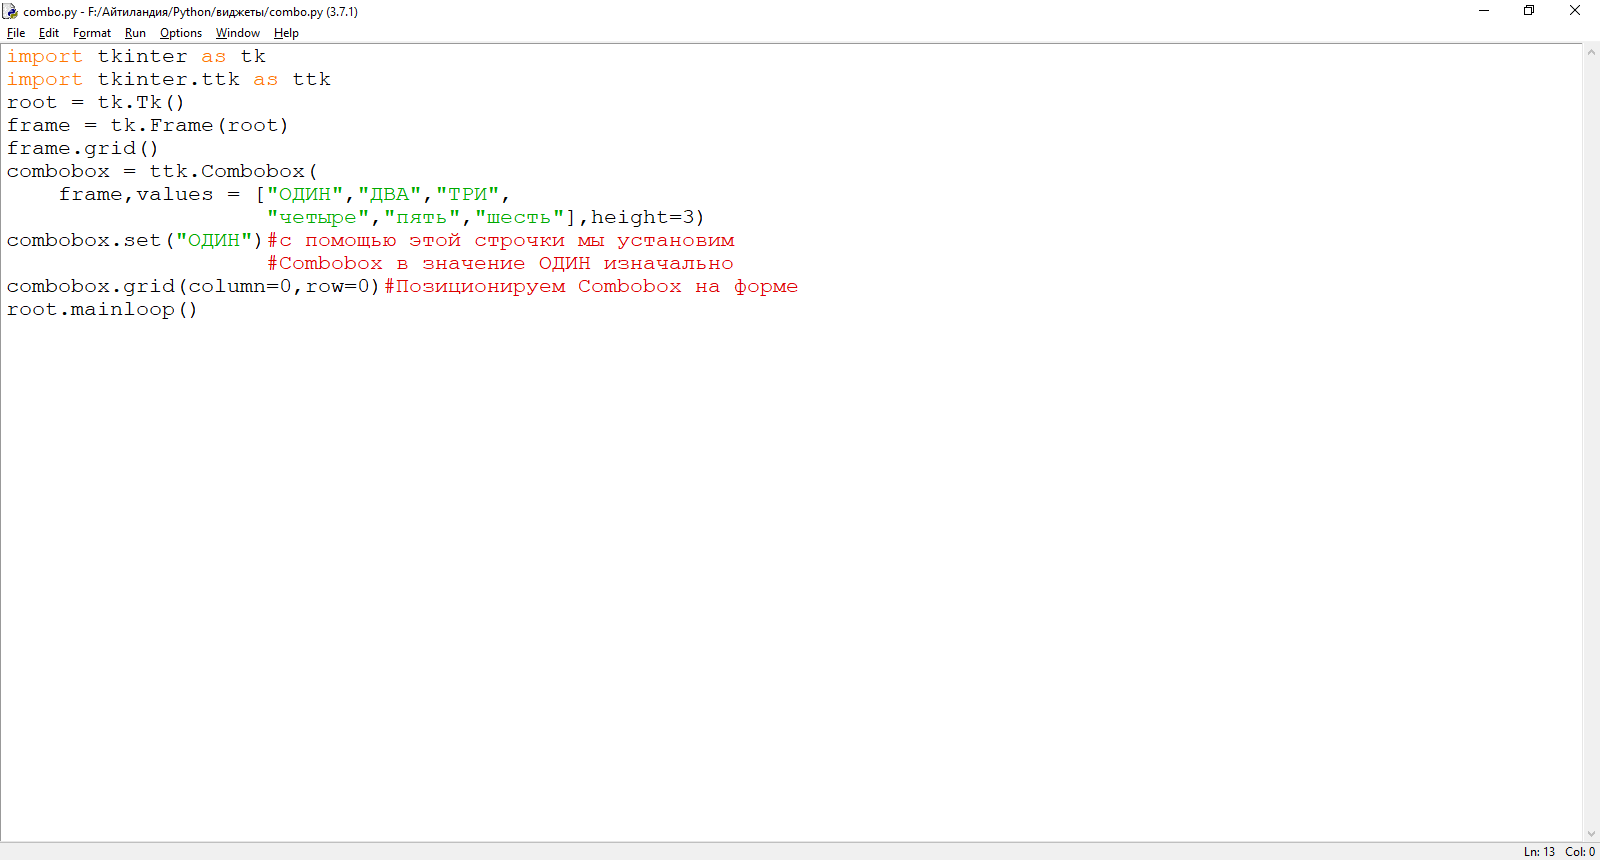 combo.py - F:/Айтиландия/Python/виджеты/combo.py (3.7.1)
File Edit Format Run Options Window Help
import tkinter as tk
import tkinter.ttk as ttk
root = tk.Tk()
frame = tk.Frame(root)
frame.grid()
combobox = ttk.Combobox(
    frame,values = ["ОДИН","ДВА","ТРИ",
                    "четыре","пять","шесть"],height=3)
combobox.set("ОДИН")#с помощью этой строчки мы установим
                    #Combobox в значение ОДИН изначально
combobox.grid(column=0,row=0)#Позиционируем Combobox на форме
root.mainloop()
Ln: 13 Col: 0